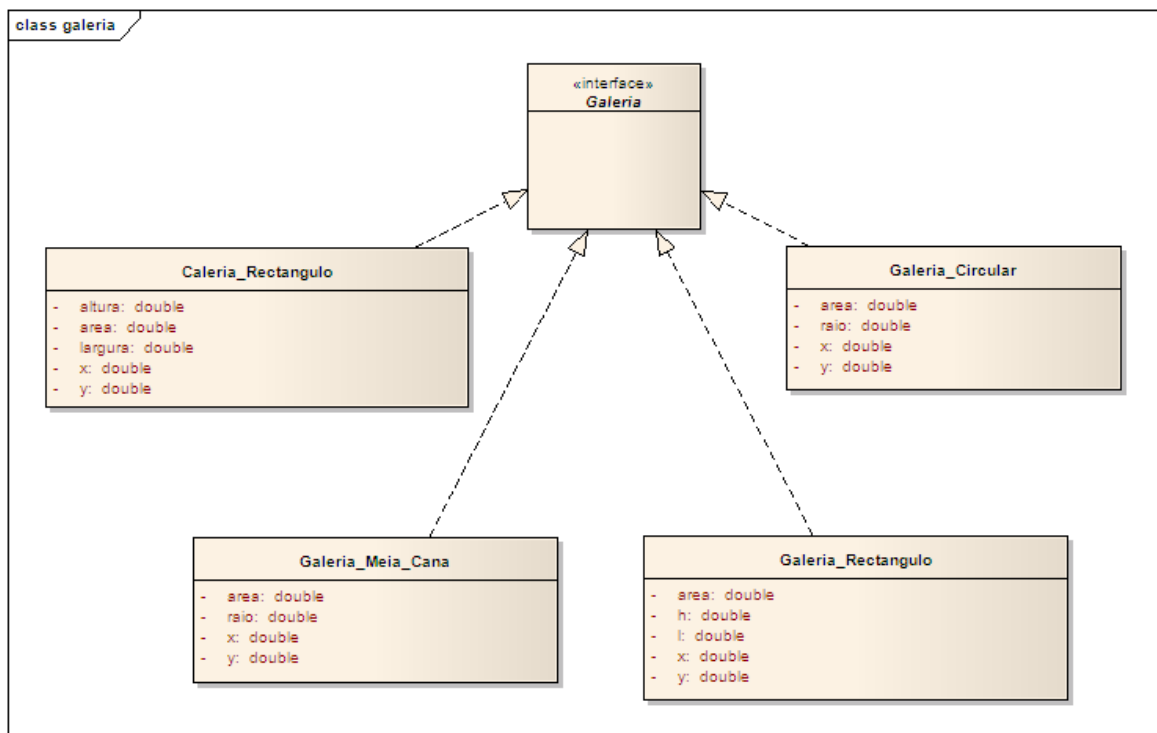 class galeria
«interface»
Galeria
Caleria_Rectangulo
- altura: double
- area: double
- largura: double
- x: double
- y: double
Galeria_Circular
- area: double
- raio: double
- x: double
- y: double
Galeria_Meia_Cana
- area: double
- raio: double
- x: double
- y: double
Galeria_Rectangulo
- area: double
- h: double
- l: double
- x: double
- y: double